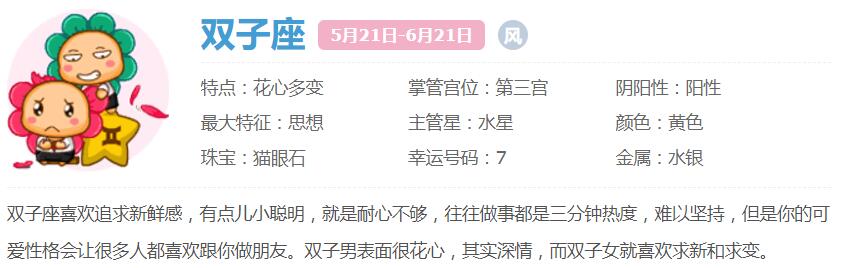 双子座 5月21日-6月21日 风
特点：花心多变 掌管宫位：第三宫 阴阳性：阳性
最大特征：思想 主管星：水星 颜色：黄色
珠宝：猫眼石 幸运号码：7 金属：水银
双子座喜欢追求新鲜感，有点儿小聪明，就是耐心不够，往往做事都是三分钟热度，难以坚持，但是你的可
爱性格会让很多人都喜欢跟你做朋友。双子男表面很花心，其实深情，而双子女就喜欢求新和求变。